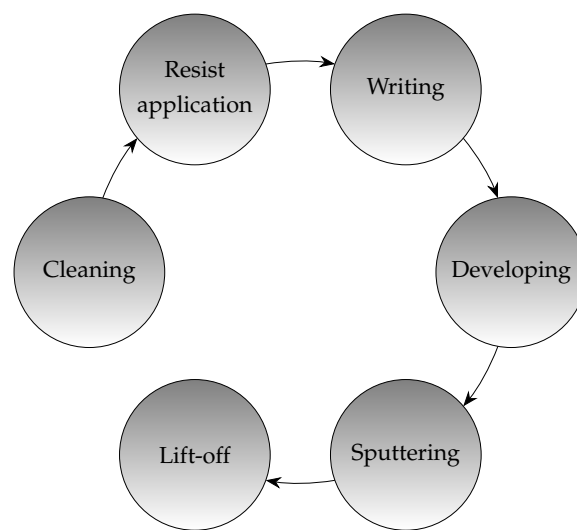 Resist
application
Writing
Cleaning
Developing
Lift-off
Sputtering